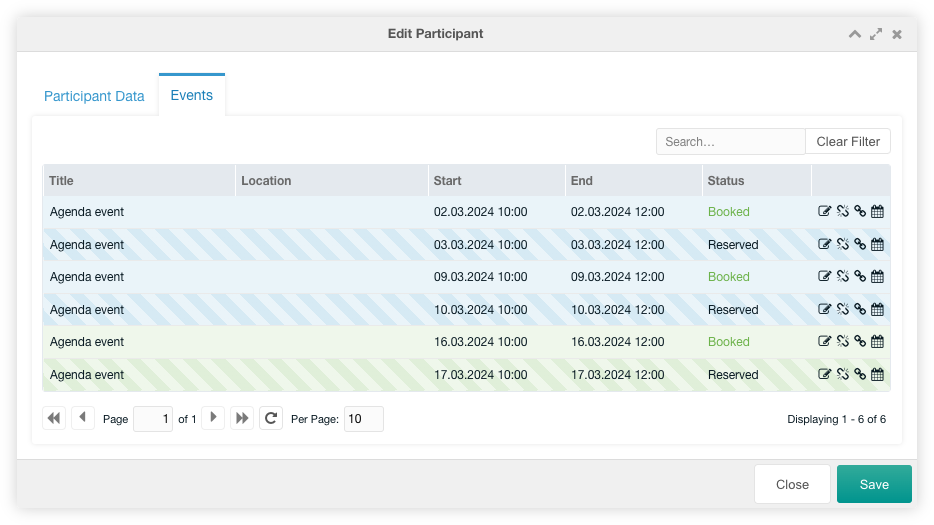 Edit Participant
Participant Data Events
Search... Clear Filter
Title Location Start End Status
Agenda event 02.03.2024 10:00 02.03.2024 12:00 Booked
Agenda event 03.03.2024 10:00 03.03.2024 12:00 Reserved
Agenda event 09.03.2024 10:00 09.03.2024 12:00 Booked
Agenda event 10.03.2024 10:00 10.03.2024 12:00 Reserved
Agenda event 16.03.2024 10:00 16.03.2024 12:00 Booked
Agenda event 17.03.2024 10:00 17.03.2024 12:00 Reserved
Page 1 of 1 Per Page: 10 Displaying 1 - 6 of 6
Close Save